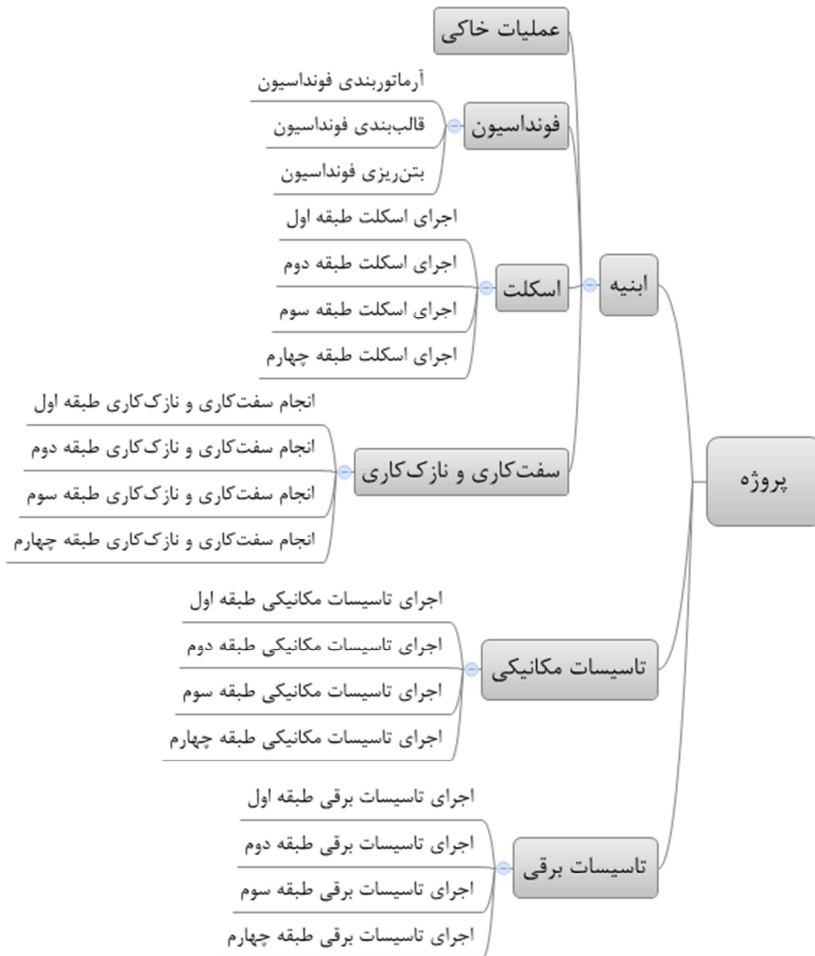 عملیات خاکی
آرماتوربندی فونداسیون
فونداسیون
قالب‌بندی فونداسیون
بتن‌ریزی فونداسیون
اجرای اسکلت طبقه اول
اجرای اسکلت طبقه دوم
ابنیه
اسکلت
اجرای اسکلت طبقه سوم
اجرای اسکلت طبقه چهارم
انجام سفت‌کاری و نازک‌کاری طبقه اول
انجام سفت‌کاری و نازک‌کاری طبقه دوم
سفت‌کاری و نازک‌کاری
پروژه
انجام سفت‌کاری و نازک‌کاری طبقه سوم
انجام سفت‌کاری و نازک‌کاری طبقه چهارم
اجرای تاسیسات مکانیکی طبقه اول
اجرای تاسیسات مکانیکی طبقه دوم
تاسیسات مکانیکی
اجرای تاسیسات مکانیکی طبقه سوم
اجرای تاسیسات مکانیکی طبقه چهارم
اجرای تاسیسات برقی طبقه اول
اجرای تاسیسات برقی طبقه دوم
تاسیسات برقی
اجرای تاسیسات برقی طبقه سوم
اجرای تاسیسات برقی طبقه چهارم